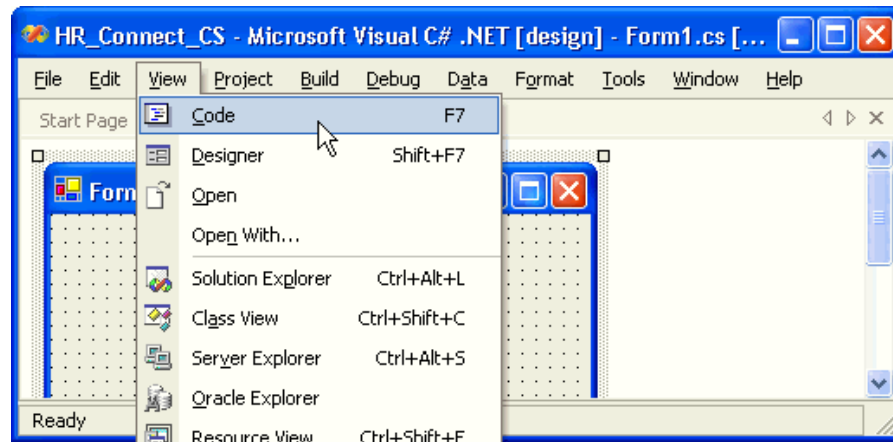 HR_Connect_CS - Microsoft Visual C# .NET [design] - Form1.cs [...
File Edit View Project Build Debug Data Format Tools Window Help
Start Page
Code F7
Designer Shift+F7
Form
Open
Open With...
Solution Explorer Ctrl+Alt+L
Class View Ctrl+Shift+C
Server Explorer Ctrl+Alt+S
Oracle Explorer
Ready
Resource View Ctrl+Shift+E